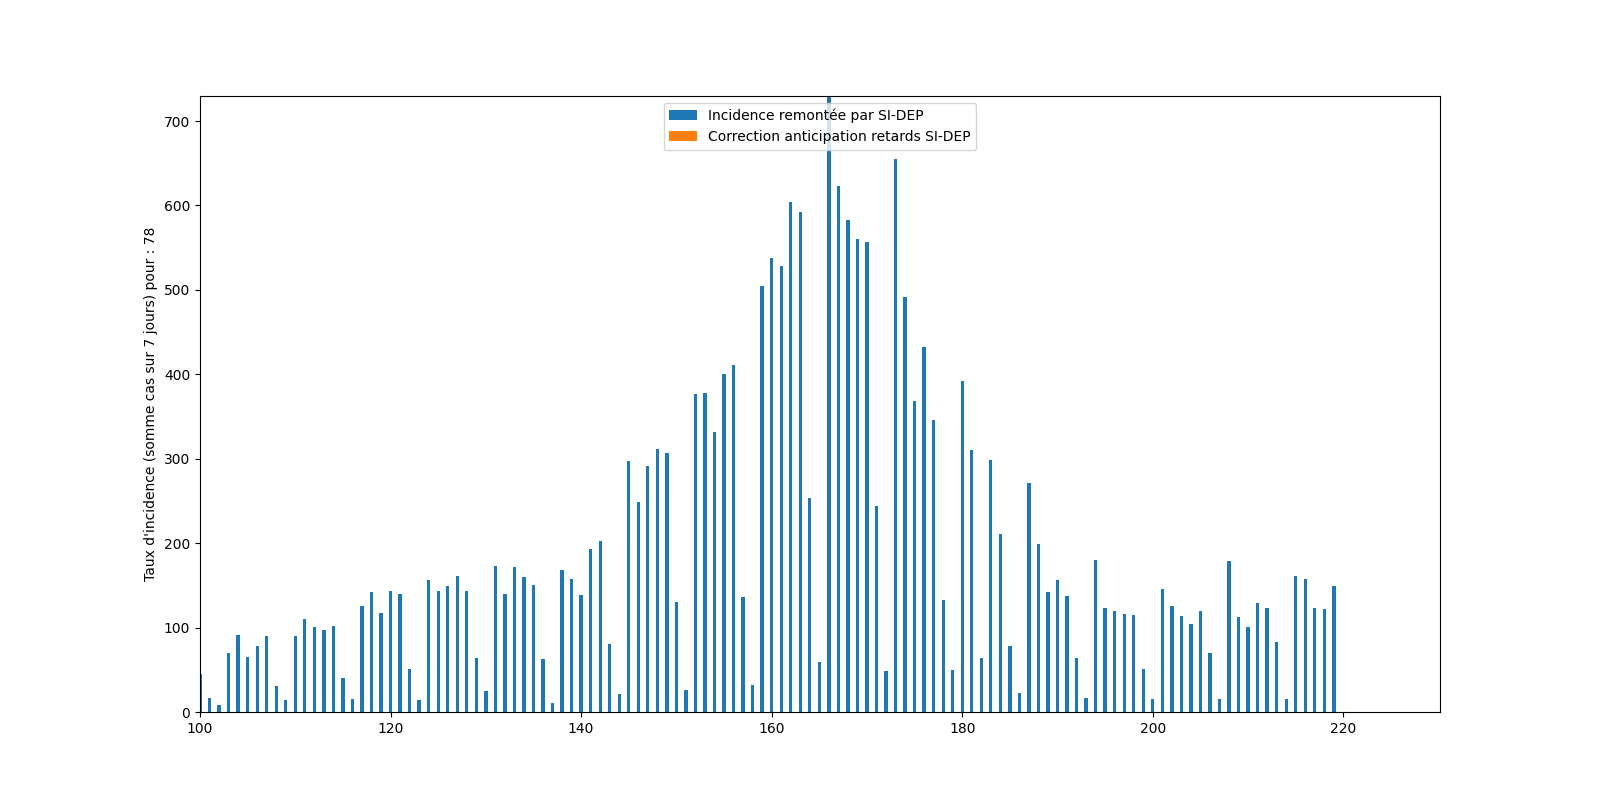 Incidence remontée par SI-DEP
Correction anticipation retards SI-DEP
Taux d'incidence (somme cas sur 7 jours) pour : 78
700
600
500
400
300
200
100
0
100 120 140 160 180 200 220